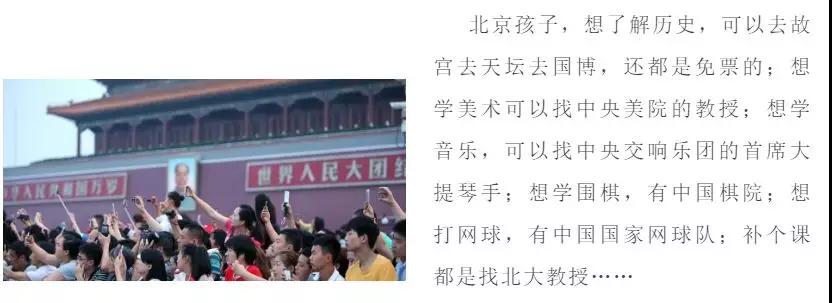 中华人民共和国万岁
世界人民大团结
北京孩子，想了解历史，可以去故
宫去天坛去国博，还都是免票的；想
学美术可以找中央美院的教授；想学
音乐，可以找中央交响乐团的首席大
提琴手；想学围棋，有中国棋院；想
打网球，有中国国家网球队；补个课
都是找北大教授……